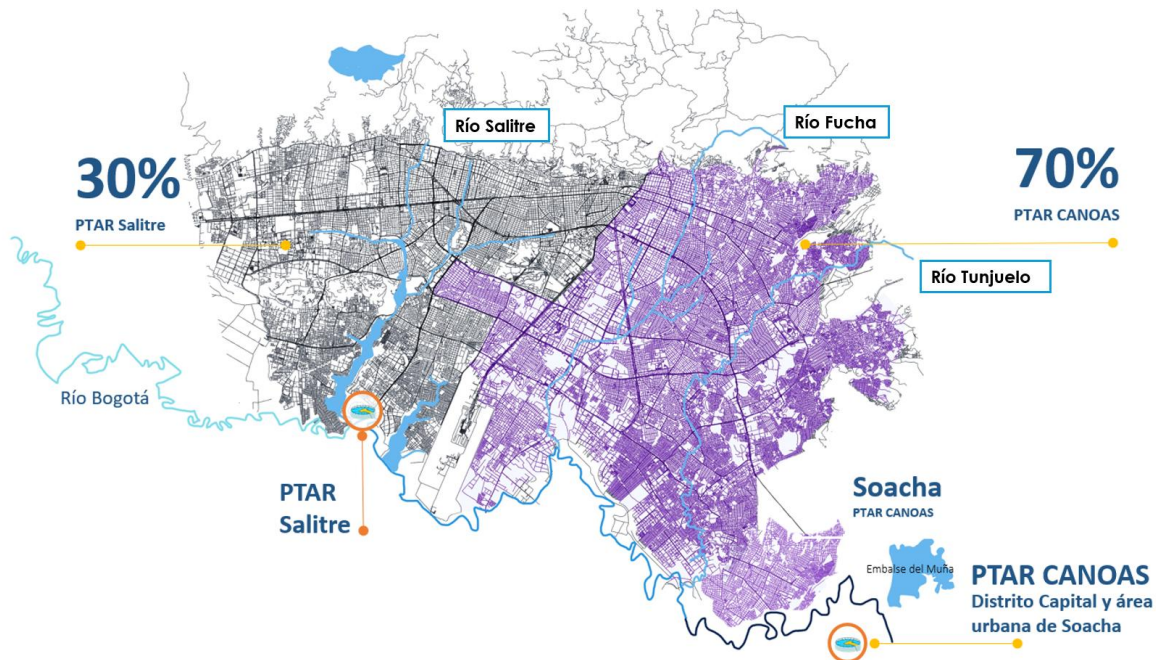 Río Salitre
Río Fucha
30%
PTAR Salitre
70%
PTAR CANOAS
Río Tunjuelo
Río Bogotá
PTAR
Salitre
Soacha
PTAR CANOAS
Embalse del Muña
PTAR CANOAS
Distrito Capital y área
urbana de Soacha